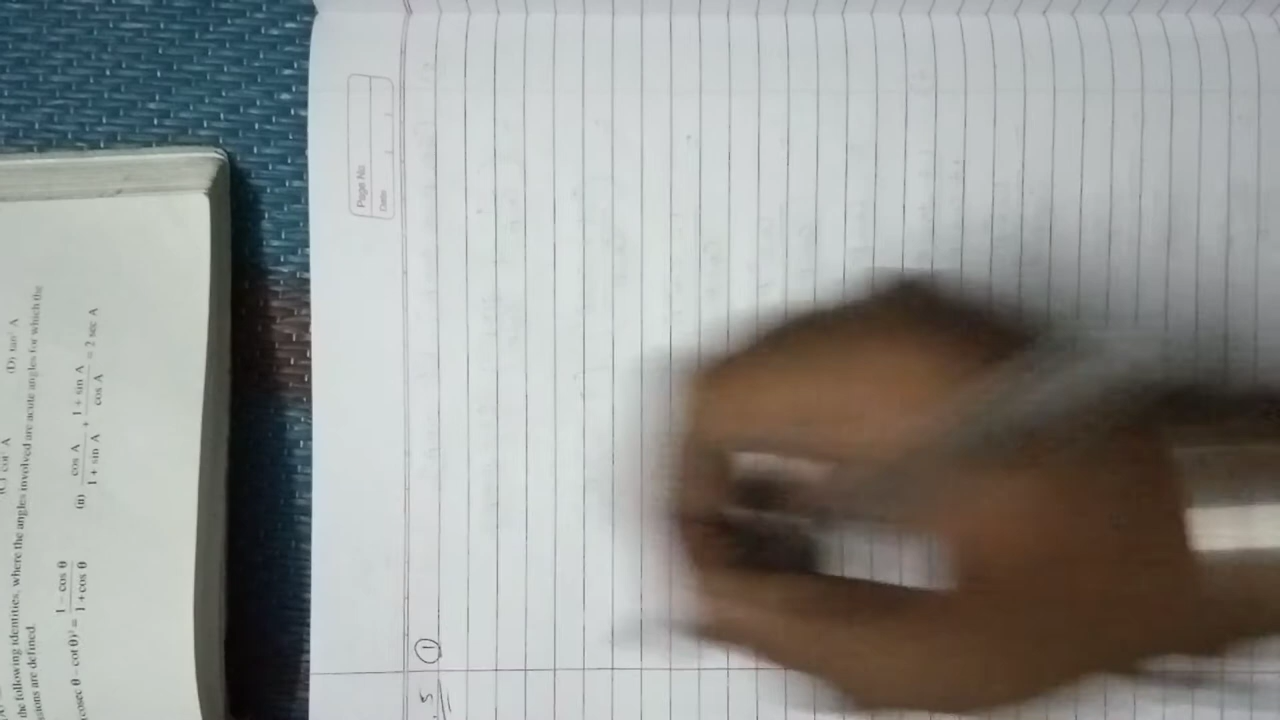 (C) cot² A (D) tan² A
the following identities, where the angles involved are acute angles for which the
are defined.
cosec θ – cot θ)² = 1 – cos θ / 1 + cos θ
(ii) cos A / 1 + sin A + 1 + sin A / cos A = 2 sec A
Page No.
Date
5 ①